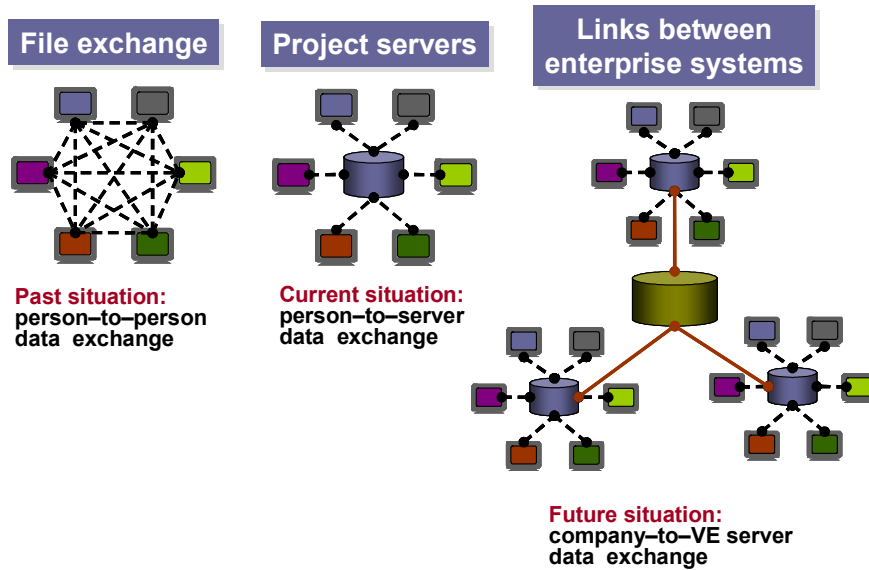 File exchange
Project servers
Links between
enterprise systems
Past situation:
person–to–person
data exchange
Current situation:
person–to–server
data exchange
Future situation:
company–to–VE server
data exchange